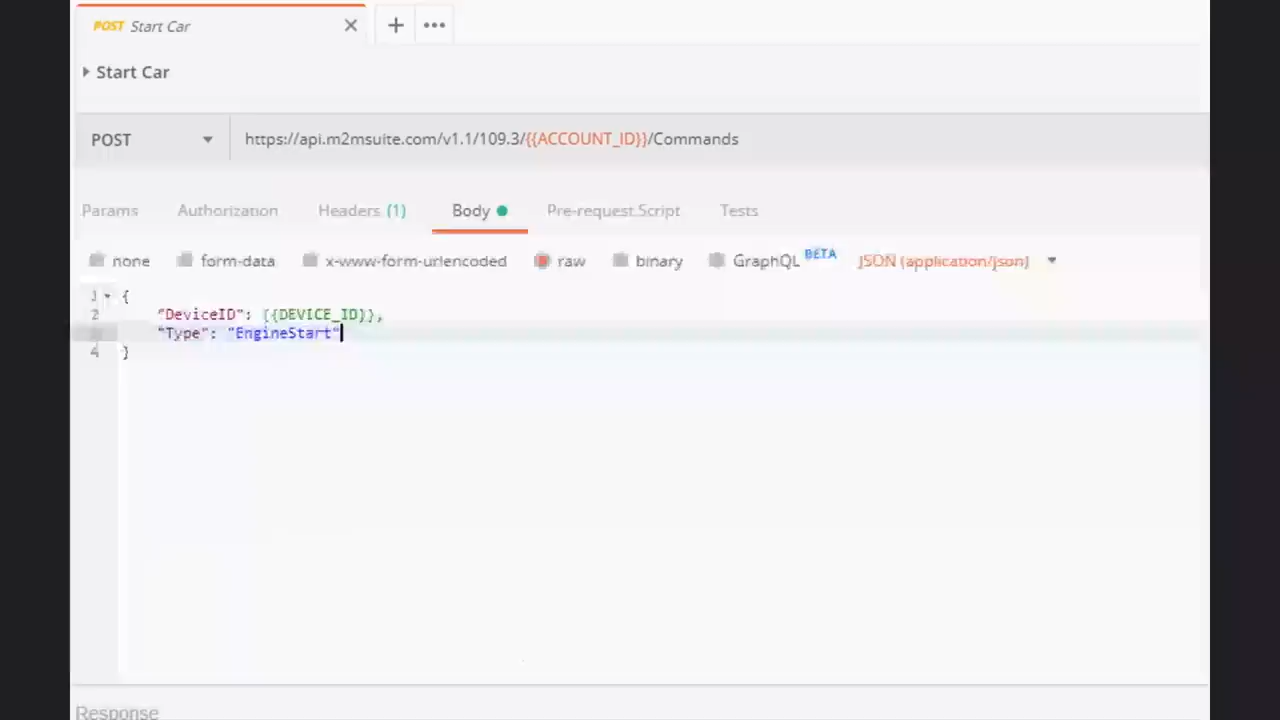 POST Start Car
Start Car
POST https://api.m2msuite.com/v1.1/109.3/{{ACCOUNT_ID}}/Commands
Params Authorization Headers (1) Body Pre-request Script Tests
none form-data x-www-form-urlencoded raw binary GraphQL BETA JSON (application/json)
1 {
2 "DeviceID": {{DEVICE_ID}},
3 "Type": "EngineStart"
4 }
Response